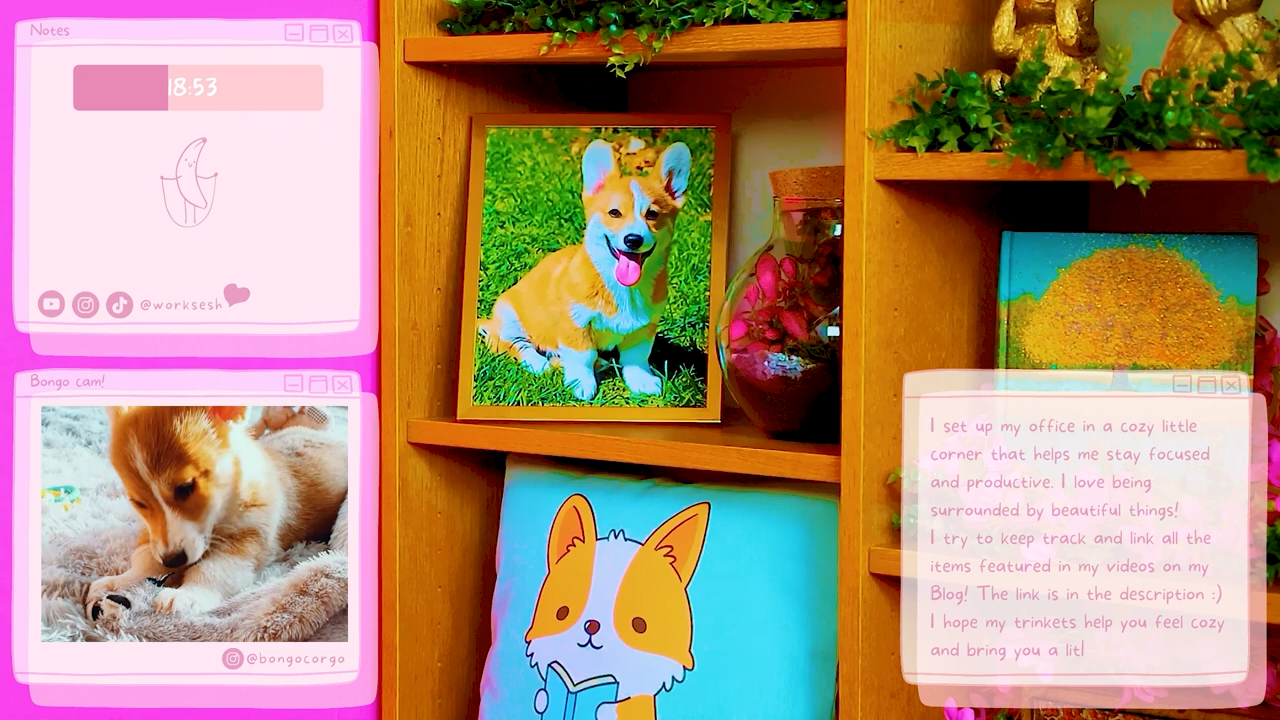 Notes
18:53
@worksesh
Bongo cam!
@bongocorgo
I set up my office in a cozy little
corner that helps me stay focused
and productive. I love being
surrounded by beautiful things!
I try to keep track and link all the
items featured in my videos on my
Blog! The link is in the description :)
I hope my trinkets help you feel cozy
and bring you a litl